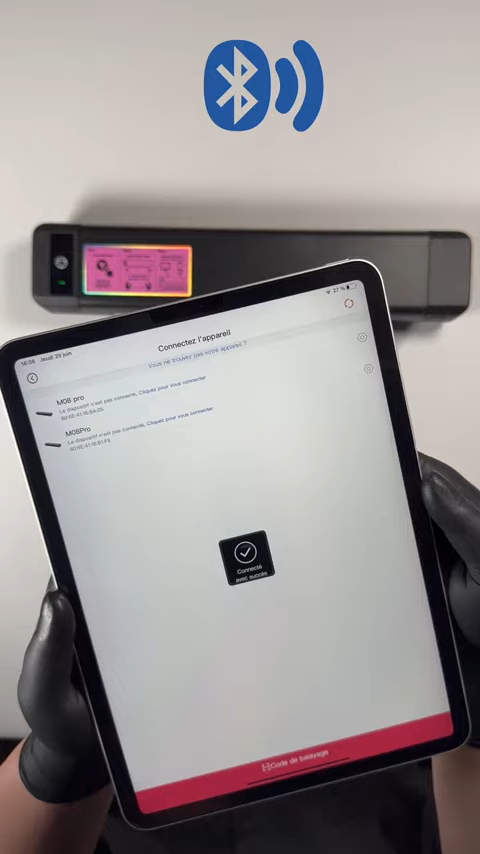 16:06 Jeudi 29 juin
27 %
Connectez l'appareil
Vous ne trouvez pas votre appareil ?
M08 pro
Le dispositif n'est pas connecté, Cliquez pour vous connecter
M08Pro
Le dispositif n'est pas connecté, Cliquez pour vous connecter
Connecté
avec succès
Code de balayage